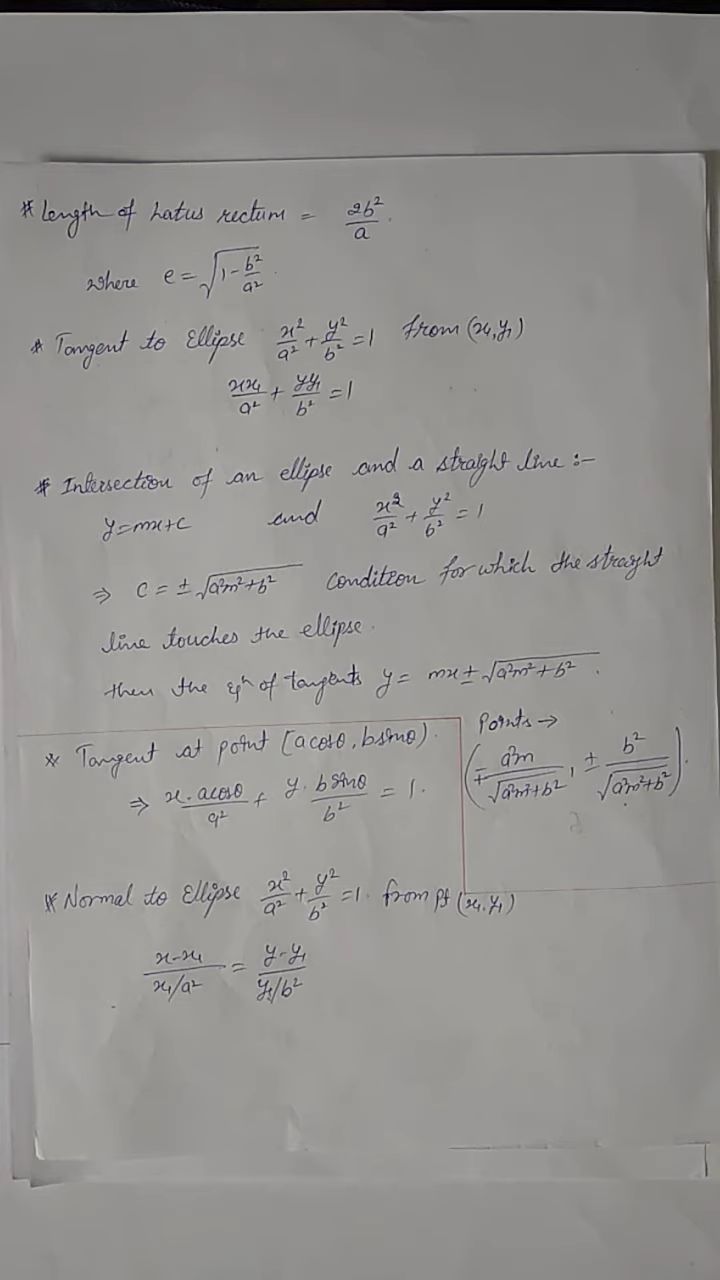 # Length of Latus rectum = 2b²/a.
where e = √(1 - b²/a²)
* Tangent to Ellipse x²/a² + y²/b² = 1 from (x₁, y₁)
xx₁/a² + yy₁/b² = 1
* Intersection of an ellipse and a straight line :-
y = mx + c and x²/a² + y²/b² = 1
⇒ c = ± √(a²m² + b²) Condition for which the straight
line touches the ellipse.
then the eqⁿ of tangents y = mx ± √(a²m² + b²).
* Tangent at point [acosθ, bsinθ).
⇒ x.acosθ/a² + y.bsinθ/b² = 1.
Points →
(∓ a²m/√(a²m² + b²), ± b²/√(a²m² + b²)).
* Normal to Ellipse x²/a² + y²/b² = 1. from pt (x₁, y₁)
(x - x₁)/(x₁/a²) = (y - y₁)/(y₁/b²)